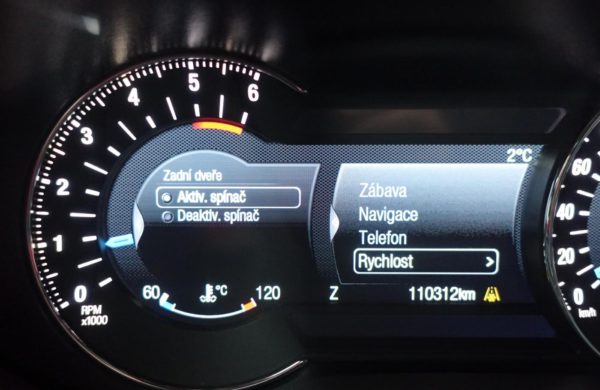 6
5
4
3
2
1
0
RPM
x1000
Zadní dveře
Aktiv. spínač
Deaktiv. spínač
60 °C 120
2°C
Zábava
Navigace
Telefon
Rychlost >
Z 110312km
60
40
20
0
km/h